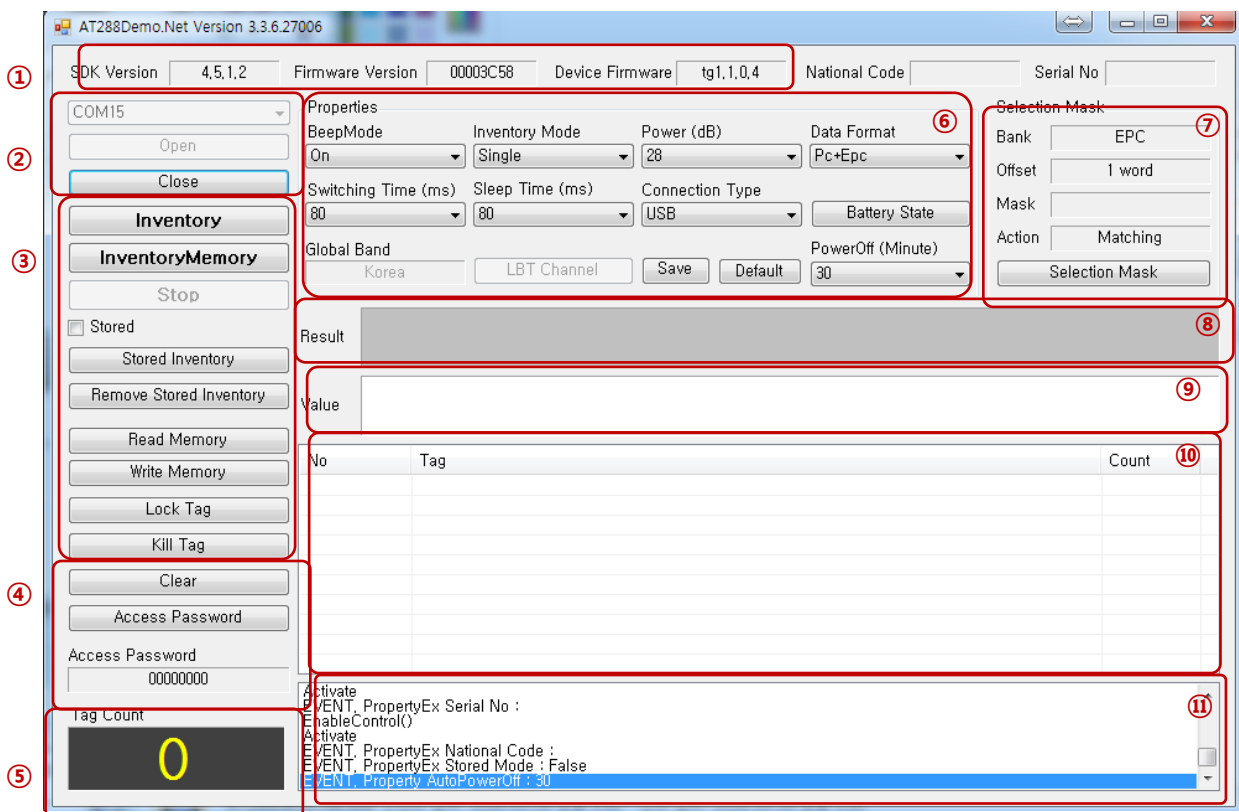 AT288Demo.Net Version 3.3.6.27006
①
SDK Version 4,5,1,2 Firmware Version 00003C58 Device Firmware tg1,1,0,4 National Code Serial No
②
COM15
Open
Close
③
Inventory
InventoryMemory
Stop
Stored
Stored Inventory
Remove Stored Inventory
Read Memory
Write Memory
Lock Tag
Kill Tag
④
Clear
Access Password
Access Password
00000000
⑤
Tag Count
0
Properties
⑥
BeepMode Inventory Mode Power (dB) Data Format
On Single 28 Pc+Epc
Switching Time (ms) Sleep Time (ms) Connection Type
80 80 USB Battery State
Global Band PowerOff (Minute)
Korea LBT Channel Save Default 30
Selection Mask
⑦
Bank EPC
Offset 1 word
Mask
Action Matching
Selection Mask
⑧
Result
⑨
Value
⑩
No Tag Count
⑪
Activate
EVENT, PropertyEx Serial No :
EnableControl()
Activate
EVENT, PropertyEx National Code :
EVENT, PropertyEx Stored Mode : False
EVENT, Property AutoPowerOff : 30